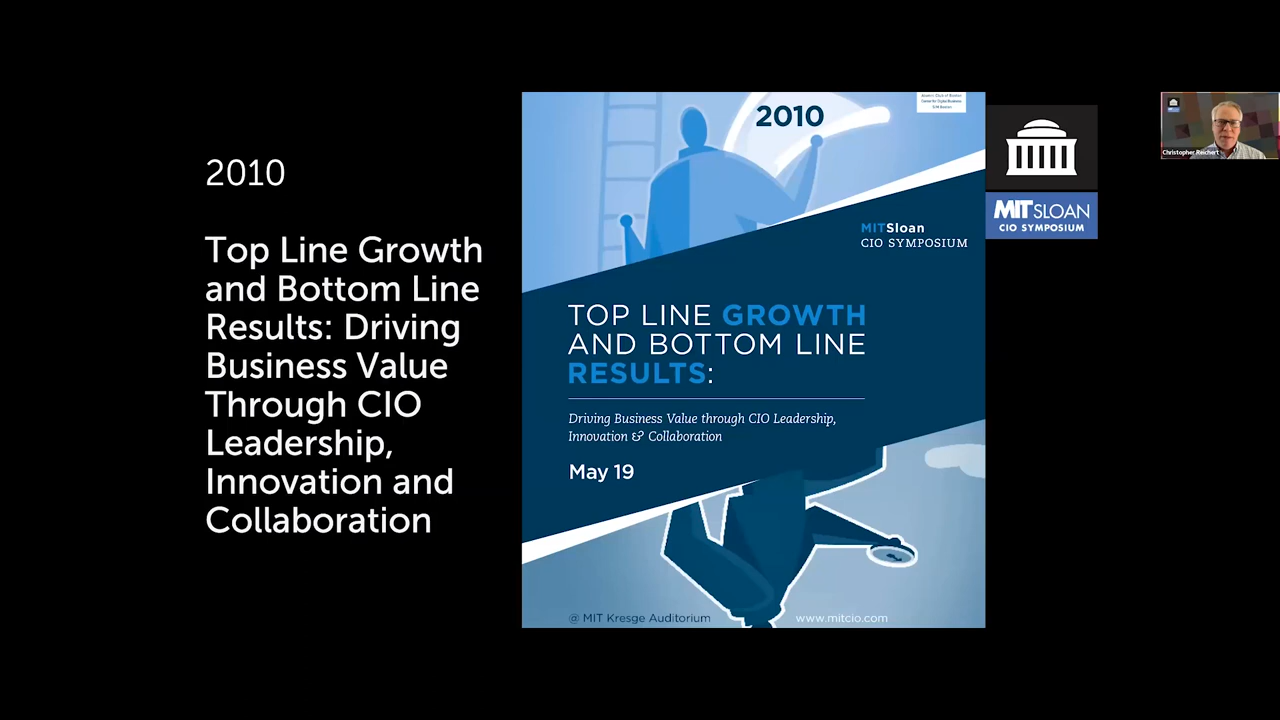 2010
Top Line Growth
and Bottom Line
Results: Driving
Business Value
Through CIO
Leadership,
Innovation and
Collaboration
2010
MITSloan
CIO SYMPOSIUM
TOP LINE GROWTH
AND BOTTOM LINE
RESULTS:
Driving Business Value through CIO Leadership,
Innovation & Collaboration
May 19
@ MIT Kresge Auditorium
www.mitcio.com
MIT SLOAN
CIO SYMPOSIUM
Christopher Reichert